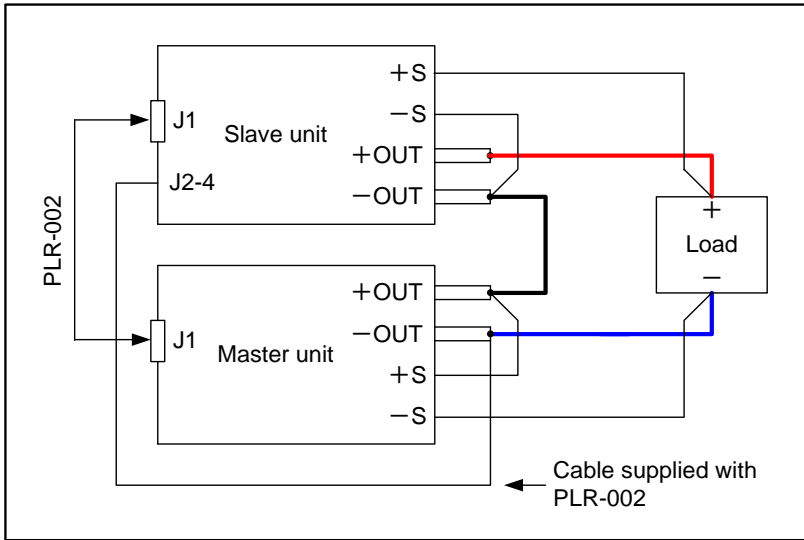 +S
-S
J1
Slave unit
+OUT
J2-4
-OUT
PLR-002
+
Load
-
+OUT
J1
-OUT
Master unit
+S
-S
Cable supplied with
PLR-002